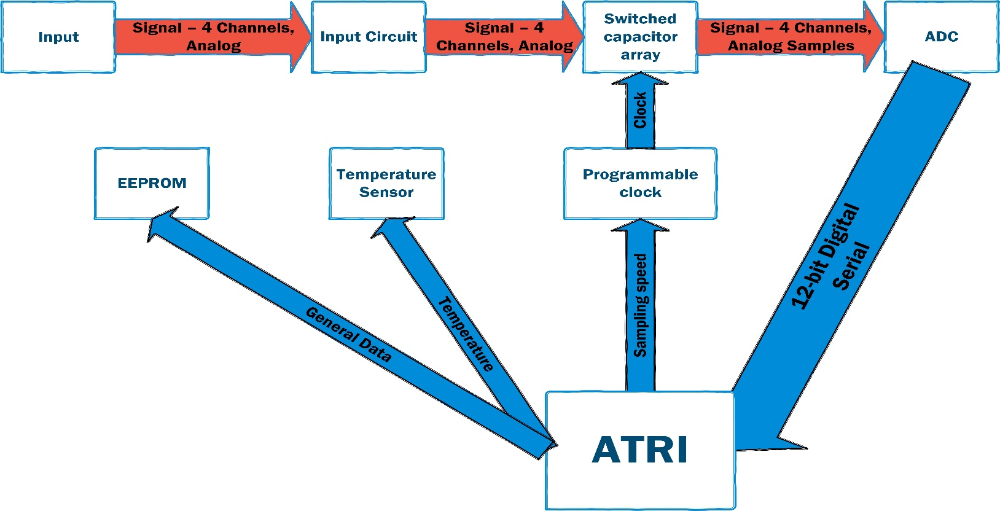 Input
Signal – 4 Channels,
Analog
Input Circuit
Signal – 4
Channels, Analog
Switched
capacitor
array
Signal – 4 Channels,
Analog Samples
ADC
Clock
EEPROM
Temperature
Sensor
Programmable
clock
12-bit Digital
Serial
General Data
Temperature
Sampling speed
ATRI